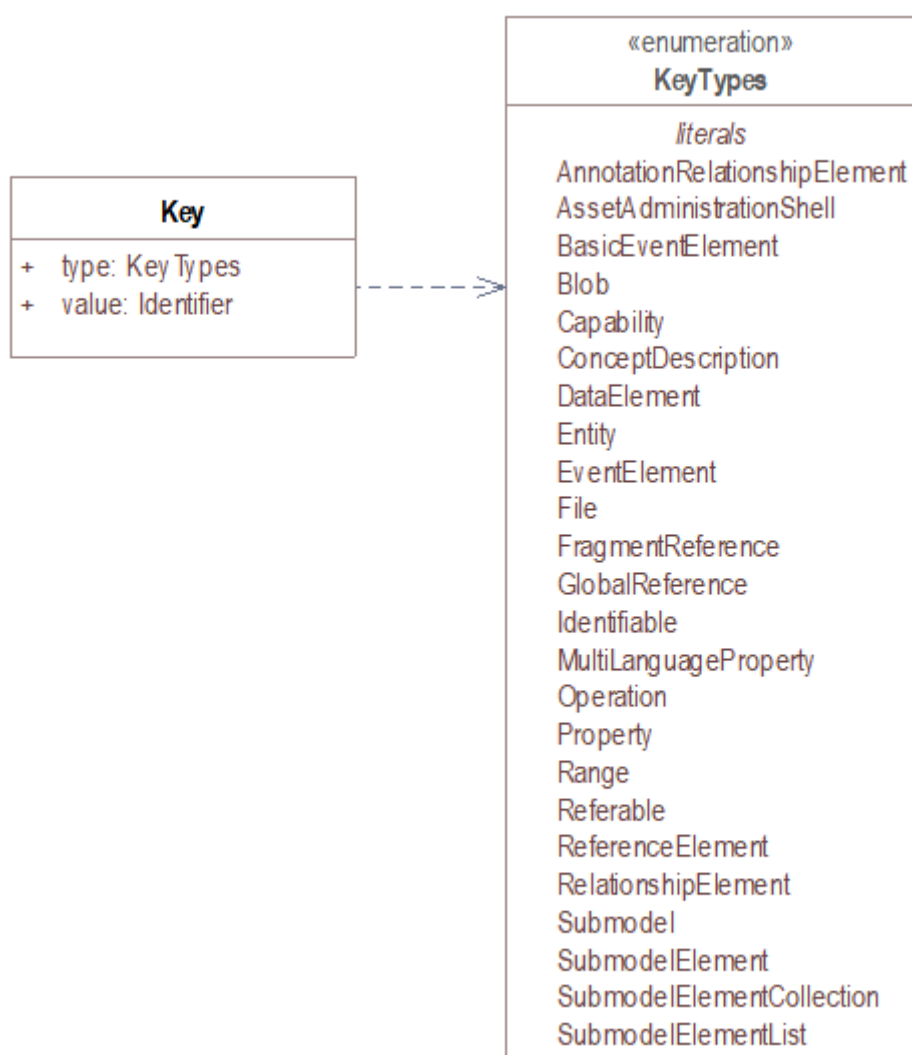 Key
+ type: KeyTypes
+ value: Identifier
«enumeration»
KeyTypes
literals
AnnotationRelationshipElement
AssetAdministrationShell
BasicEventElement
Blob
Capability
ConceptDescription
DataElement
Entity
EventElement
File
FragmentReference
GlobalReference
Identifiable
MultiLanguageProperty
Operation
Property
Range
Referable
ReferenceElement
RelationshipElement
Submodel
SubmodelElement
SubmodelElementCollection
SubmodelElementList